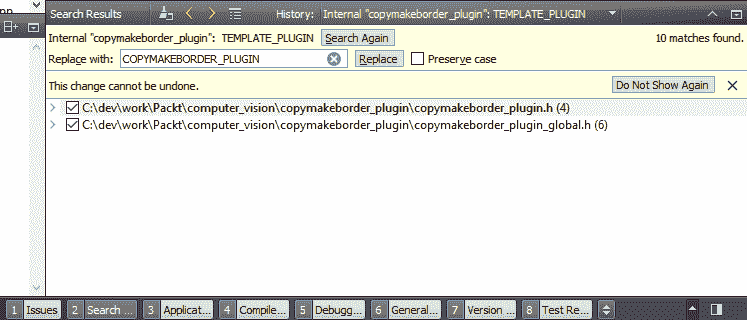 Search Results History: Internal "copymakeborder_plugin": TEMPLATE_PLUGIN
Internal "copymakeborder_plugin": TEMPLATE_PLUGIN Search Again 10 matches found.
Replace with: COPYMAKEBORDER_PLUGIN Replace Preserve case
This change cannot be undone. Do Not Show Again
C:\dev\work\Packt\computer_vision\copymakeborder_plugin\copymakeborder_plugin.h (4)
C:\dev\work\Packt\computer_vision\copymakeborder_plugin\copymakeborder_plugin_global.h (6)
1 Issues 2 Search ... 3 Applicat... 4 Compile... 5 Debugg... 6 General... 7 Version ... 8 Test Re...